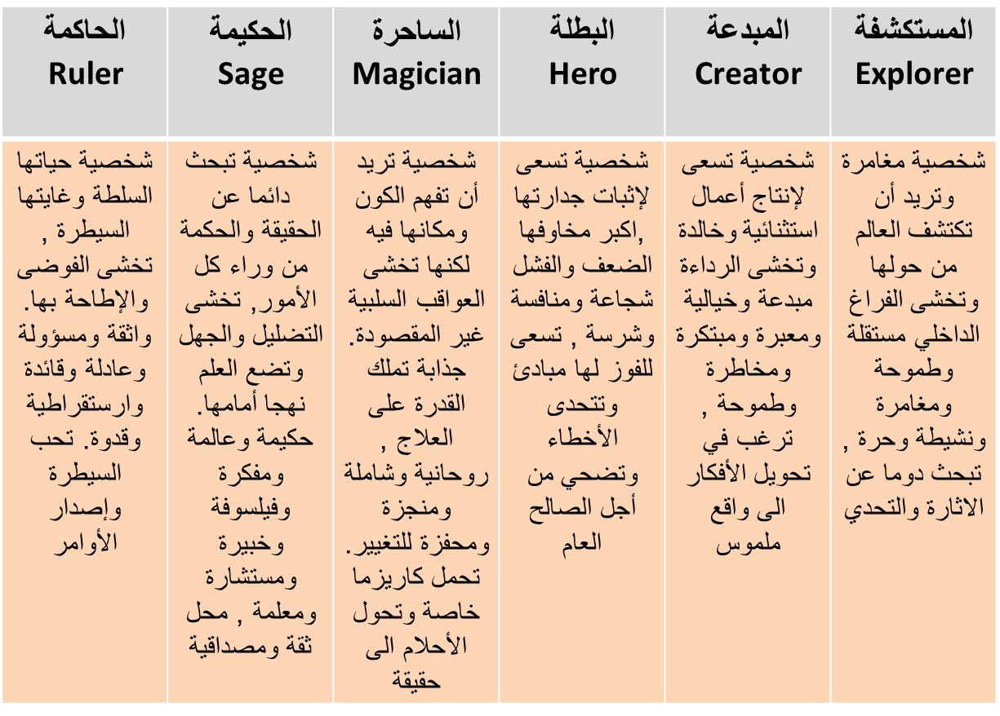 المستكشفة
Explorer
شخصية مغامرة
وتريد أن
تكتشف العالم
من حولها
وتخشى الفراغ
الداخلي مستقلة
وطموحة
ومغامرة
ونشيطة وحرة ,
تبحث دوما عن
الاثارة والتحدي
المبدعة
Creator
شخصية تسعى
لإنتاج أعمال
استثنائية وخالدة
وتخشى الرداءة
مبدعة وخيالية
ومعبرة ومبتكرة
ومخاطرة
وطموحة ,
ترغب في
تحويل الأفكار
الى واقع
ملموس
البطلة
Hero
شخصية تسعى
لإثبات جدارتها
,اكبر مخاوفها
الضعف والفشل
شجاعة ومنافسة
وشرسة , تسعى
للفوز لها مبادئ
وتتحدى
الأخطاء
وتضحي من
أجل الصالح
العام
الساحرة
Magician
شخصية تريد
أن تفهم الكون
ومكانها فيه
لكنها تخشى
العواقب السلبية
غير المقصودة.
جذابة تملك
القدرة على
العلاج ,
روحانية وشاملة
ومنجزة
ومحفزة للتغيير.
تحمل كاريزما
خاصة وتحول
الأحلام الى
حقيقة
الحكيمة
Sage
شخصية تبحث
دائما عن
الحقيقة والحكمة
من وراء كل
الأمور, تخشى
التضليل والجهل
وتضع العلم
نهجا أمامها.
حكيمة وعالمة
ومفكرة
وفيلسوفة
وخبيرة
ومستشارة
ومعلمة , محل
ثقة ومصداقية
الحاكمة
Ruler
شخصية حياتها
السلطة وغايتها
السيطرة ,
تخشى الفوضى
والإطاحة بها.
واثقة ومسؤولة
وعادلة وقائدة
وارستقراطية
وقدوة. تحب
السيطرة
وإصدار
الأوامر